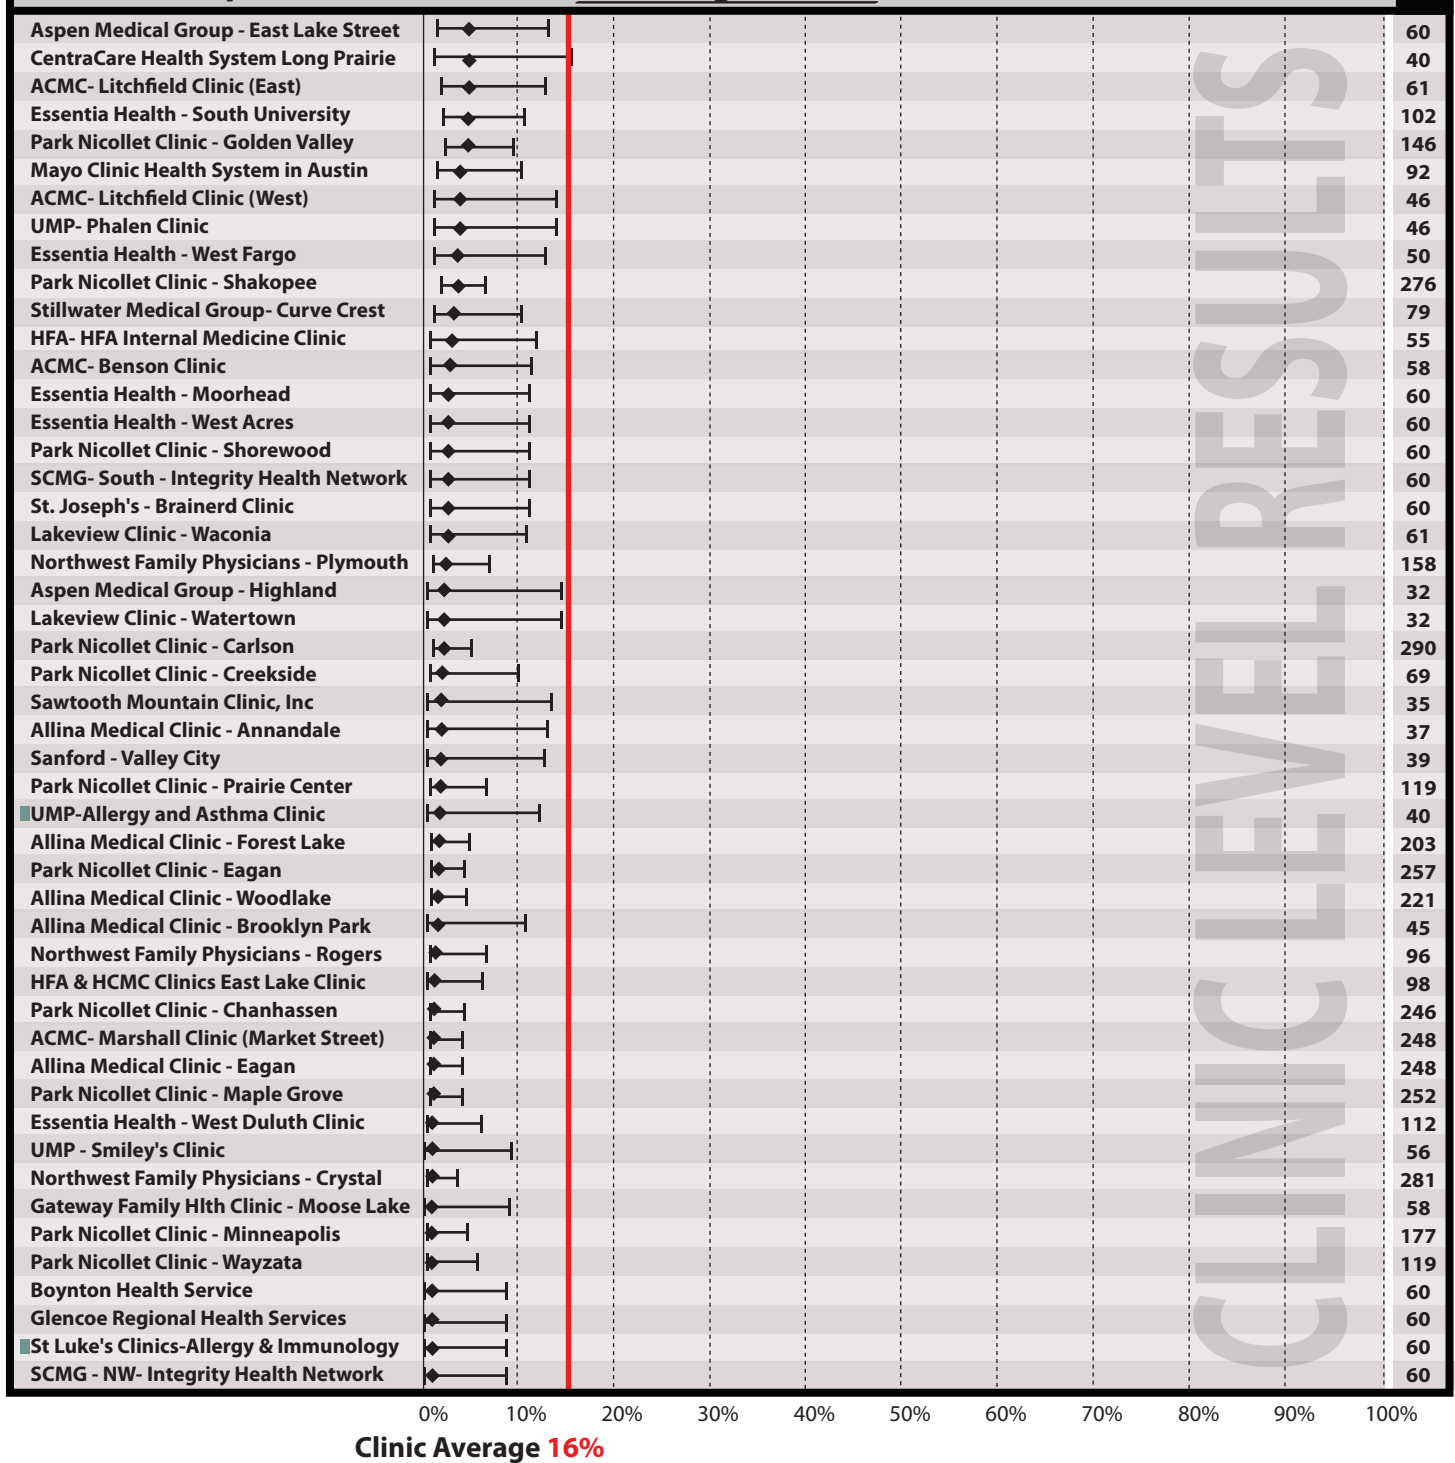 Aspen Medical Group - East Lake Street 60
CentraCare Health System Long Prairie 40
ACMC- Litchfield Clinic (East) 61
Essentia Health - South University 102
Park Nicollet Clinic - Golden Valley 146
Mayo Clinic Health System in Austin 92
ACMC- Litchfield Clinic (West) 46
UMP- Phalen Clinic 46
Essentia Health - West Fargo 50
Park Nicollet Clinic - Shakopee 276
Stillwater Medical Group- Curve Crest 79
HFA- HFA Internal Medicine Clinic 55
ACMC- Benson Clinic 58
Essentia Health - Moorhead 60
Essentia Health - West Acres 60
Park Nicollet Clinic - Shorewood 60
SCMG- South - Integrity Health Network 60
St. Joseph's - Brainerd Clinic 60
Lakeview Clinic - Waconia 61
Northwest Family Physicians - Plymouth 158
Aspen Medical Group - Highland 32
Lakeview Clinic - Watertown 32
Park Nicollet Clinic - Carlson 290
Park Nicollet Clinic - Creekside 69
Sawtooth Mountain Clinic, Inc 35
Allina Medical Clinic - Annandale 37
Sanford - Valley City 39
Park Nicollet Clinic - Prairie Center 119
UMP-Allergy and Asthma Clinic 40
Allina Medical Clinic - Forest Lake 203
Park Nicollet Clinic - Eagan 257
Allina Medical Clinic - Woodlake 221
Allina Medical Clinic - Brooklyn Park 45
Northwest Family Physicians - Rogers 96
HFA & HCMC Clinics East Lake Clinic 98
Park Nicollet Clinic - Chanhassen 246
ACMC- Marshall Clinic (Market Street) 248
Allina Medical Clinic - Eagan 248
Park Nicollet Clinic - Maple Grove 252
Essentia Health - West Duluth Clinic 112
UMP - Smiley's Clinic 56
Northwest Family Physicians - Crystal 281
Gateway Family Hlth Clinic - Moose Lake 58
Park Nicollet Clinic - Minneapolis 177
Park Nicollet Clinic - Wayzata 119
Boynton Health Service 60
Glencoe Regional Health Services 60
St Luke's Clinics-Allergy & Immunology 60
SCMG - NW- Integrity Health Network 60
CLINIC LEVEL RESULTS
0% 10% 20% 30% 40% 50% 60% 70% 80% 90% 100%
Clinic Average 16%